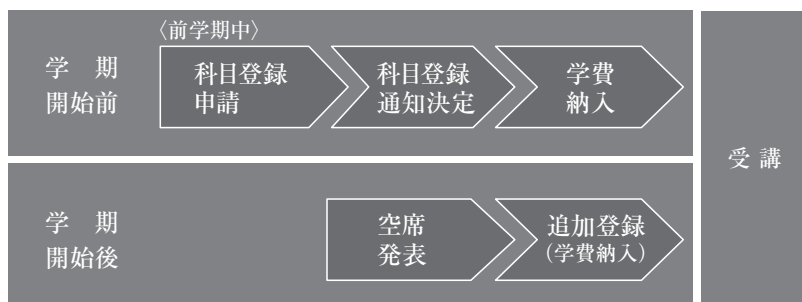 〈前学期中〉
学　期
開始前
科目登録
申請
科目登録
通知決定
学費
納入
学　期
開始後
空席
発表
追加登録
（学費納入）
受 講